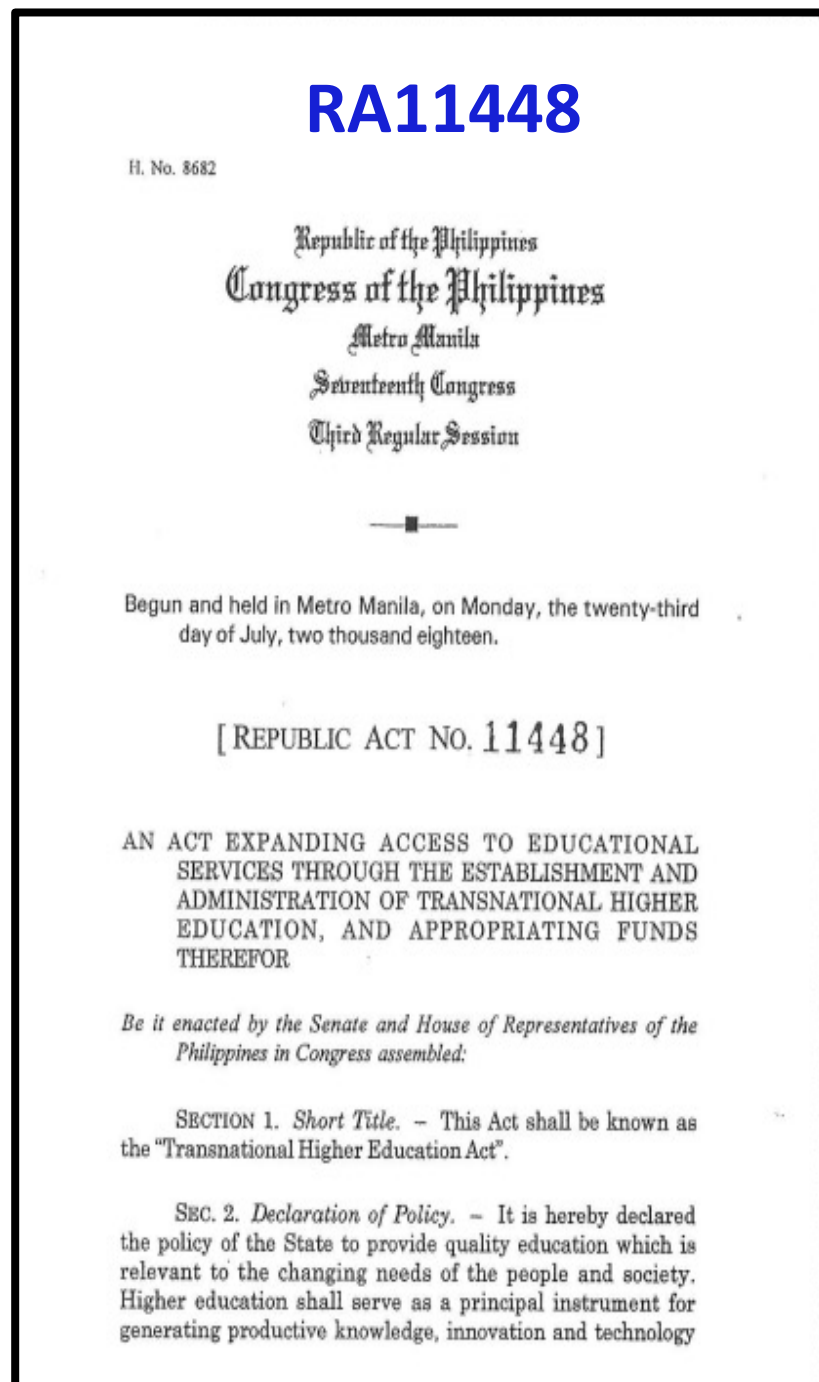 RA11448
H. No. 8682
Republic of the Philippines
Congress of the Philippines
Metro Manila
Seventeenth Congress
Third Regular Session
Begun and held in Metro Manila, on Monday, the twenty-third
day of July, two thousand eighteen.
[ REPUBLIC ACT NO. 11448 ]
AN ACT EXPANDING ACCESS TO EDUCATIONAL
SERVICES THROUGH THE ESTABLISHMENT AND
ADMINISTRATION OF TRANSNATIONAL HIGHER
EDUCATION, AND APPROPRIATING FUNDS
THEREFOR
Be it enacted by the Senate and House of Representatives of the
Philippines in Congress assembled:
SECTION 1. Short Title. – This Act shall be known as
the “Transnational Higher Education Act”.
SEC. 2. Declaration of Policy. – It is hereby declared
the policy of the State to provide quality education which is
relevant to the changing needs of the people and society.
Higher education shall serve as a principal instrument for
generating productive knowledge, innovation and technology